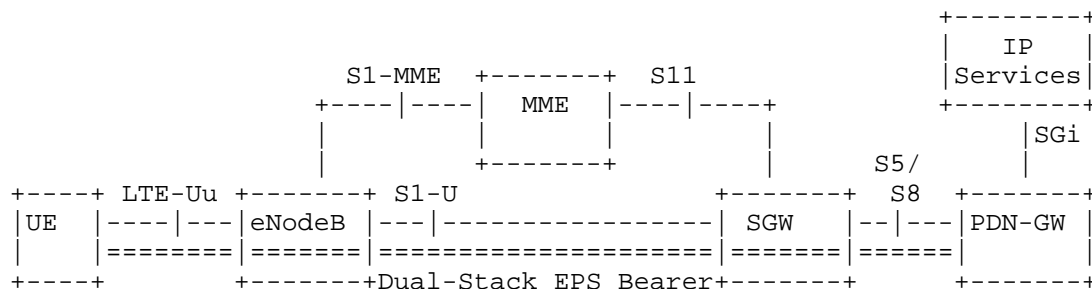 IP
Services
S1-MME S11
MME
SGi
S5/
LTE-Uu S1-U S8
UE eNodeB SGW PDN-GW
Dual-Stack EPS Bearer